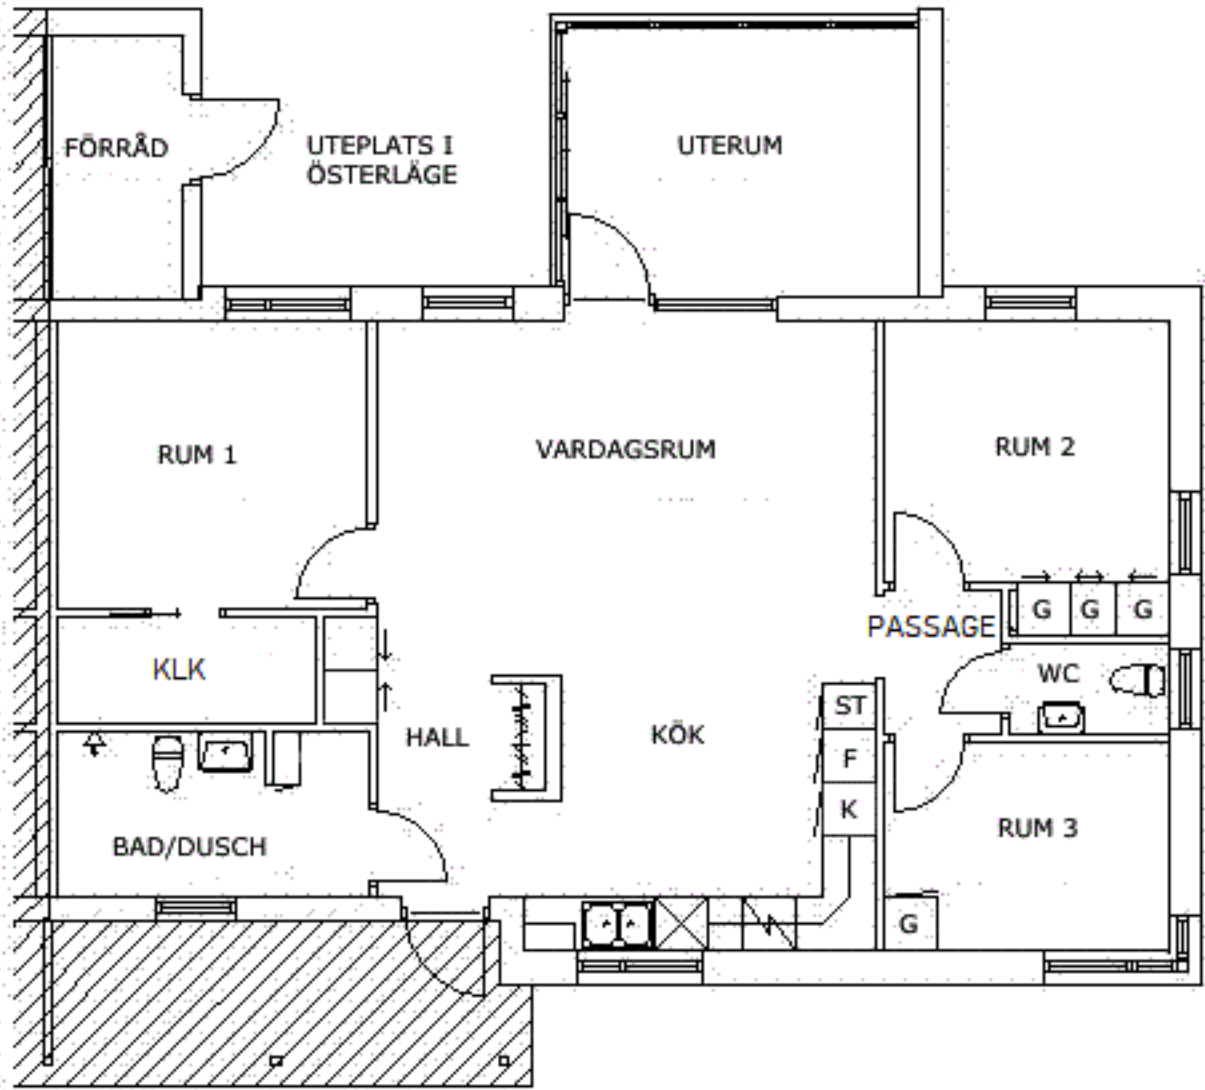 FÖRRÅD
UTEPLATS I
ÖSTERLÄGE
UTERUM
RUM 1
VARDAGSRUM
RUM 2
G G G
PASSAGE
KLK
WC
HALL
KÖK
ST
F
K
BAD/DUSCH
RUM 3
G